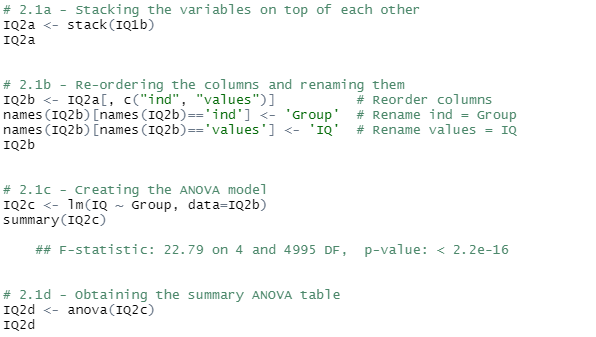 # 2.1a - Stacking the variables on top of each other
IQ2a <- stack(IQ1b)
IQ2a
# 2.1b - Re-ordering the columns and renaming them
IQ2b <- IQ2a[, c("ind", "values")] # Reorder columns
names(IQ2b)[names(IQ2b)=='ind'] <- 'Group' # Rename ind = Group
names(IQ2b)[names(IQ2b)=='values'] <- 'IQ' # Rename values = IQ
IQ2b
# 2.1c - Creating the ANOVA model
IQ2c <- lm(IQ ~ Group, data=IQ2b)
summary(IQ2c)
## F-statistic: 22.79 on 4 and 4995 DF, p-value: < 2.2e-16
# 2.1d - Obtaining the summary ANOVA table
IQ2d <- anova(IQ2c)
IQ2d